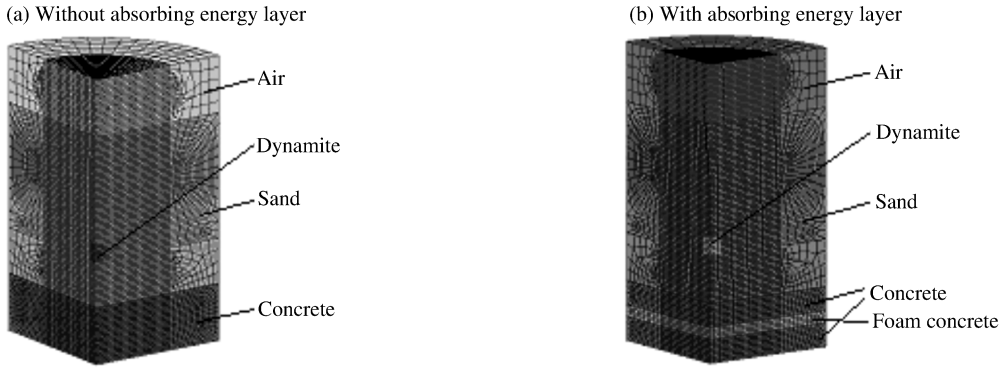 (a) Without absorbing energy layer
Air
Dynamite
Sand
Concrete
(b) With absorbing energy layer
Air
Dynamite
Sand
Concrete
Foam concrete